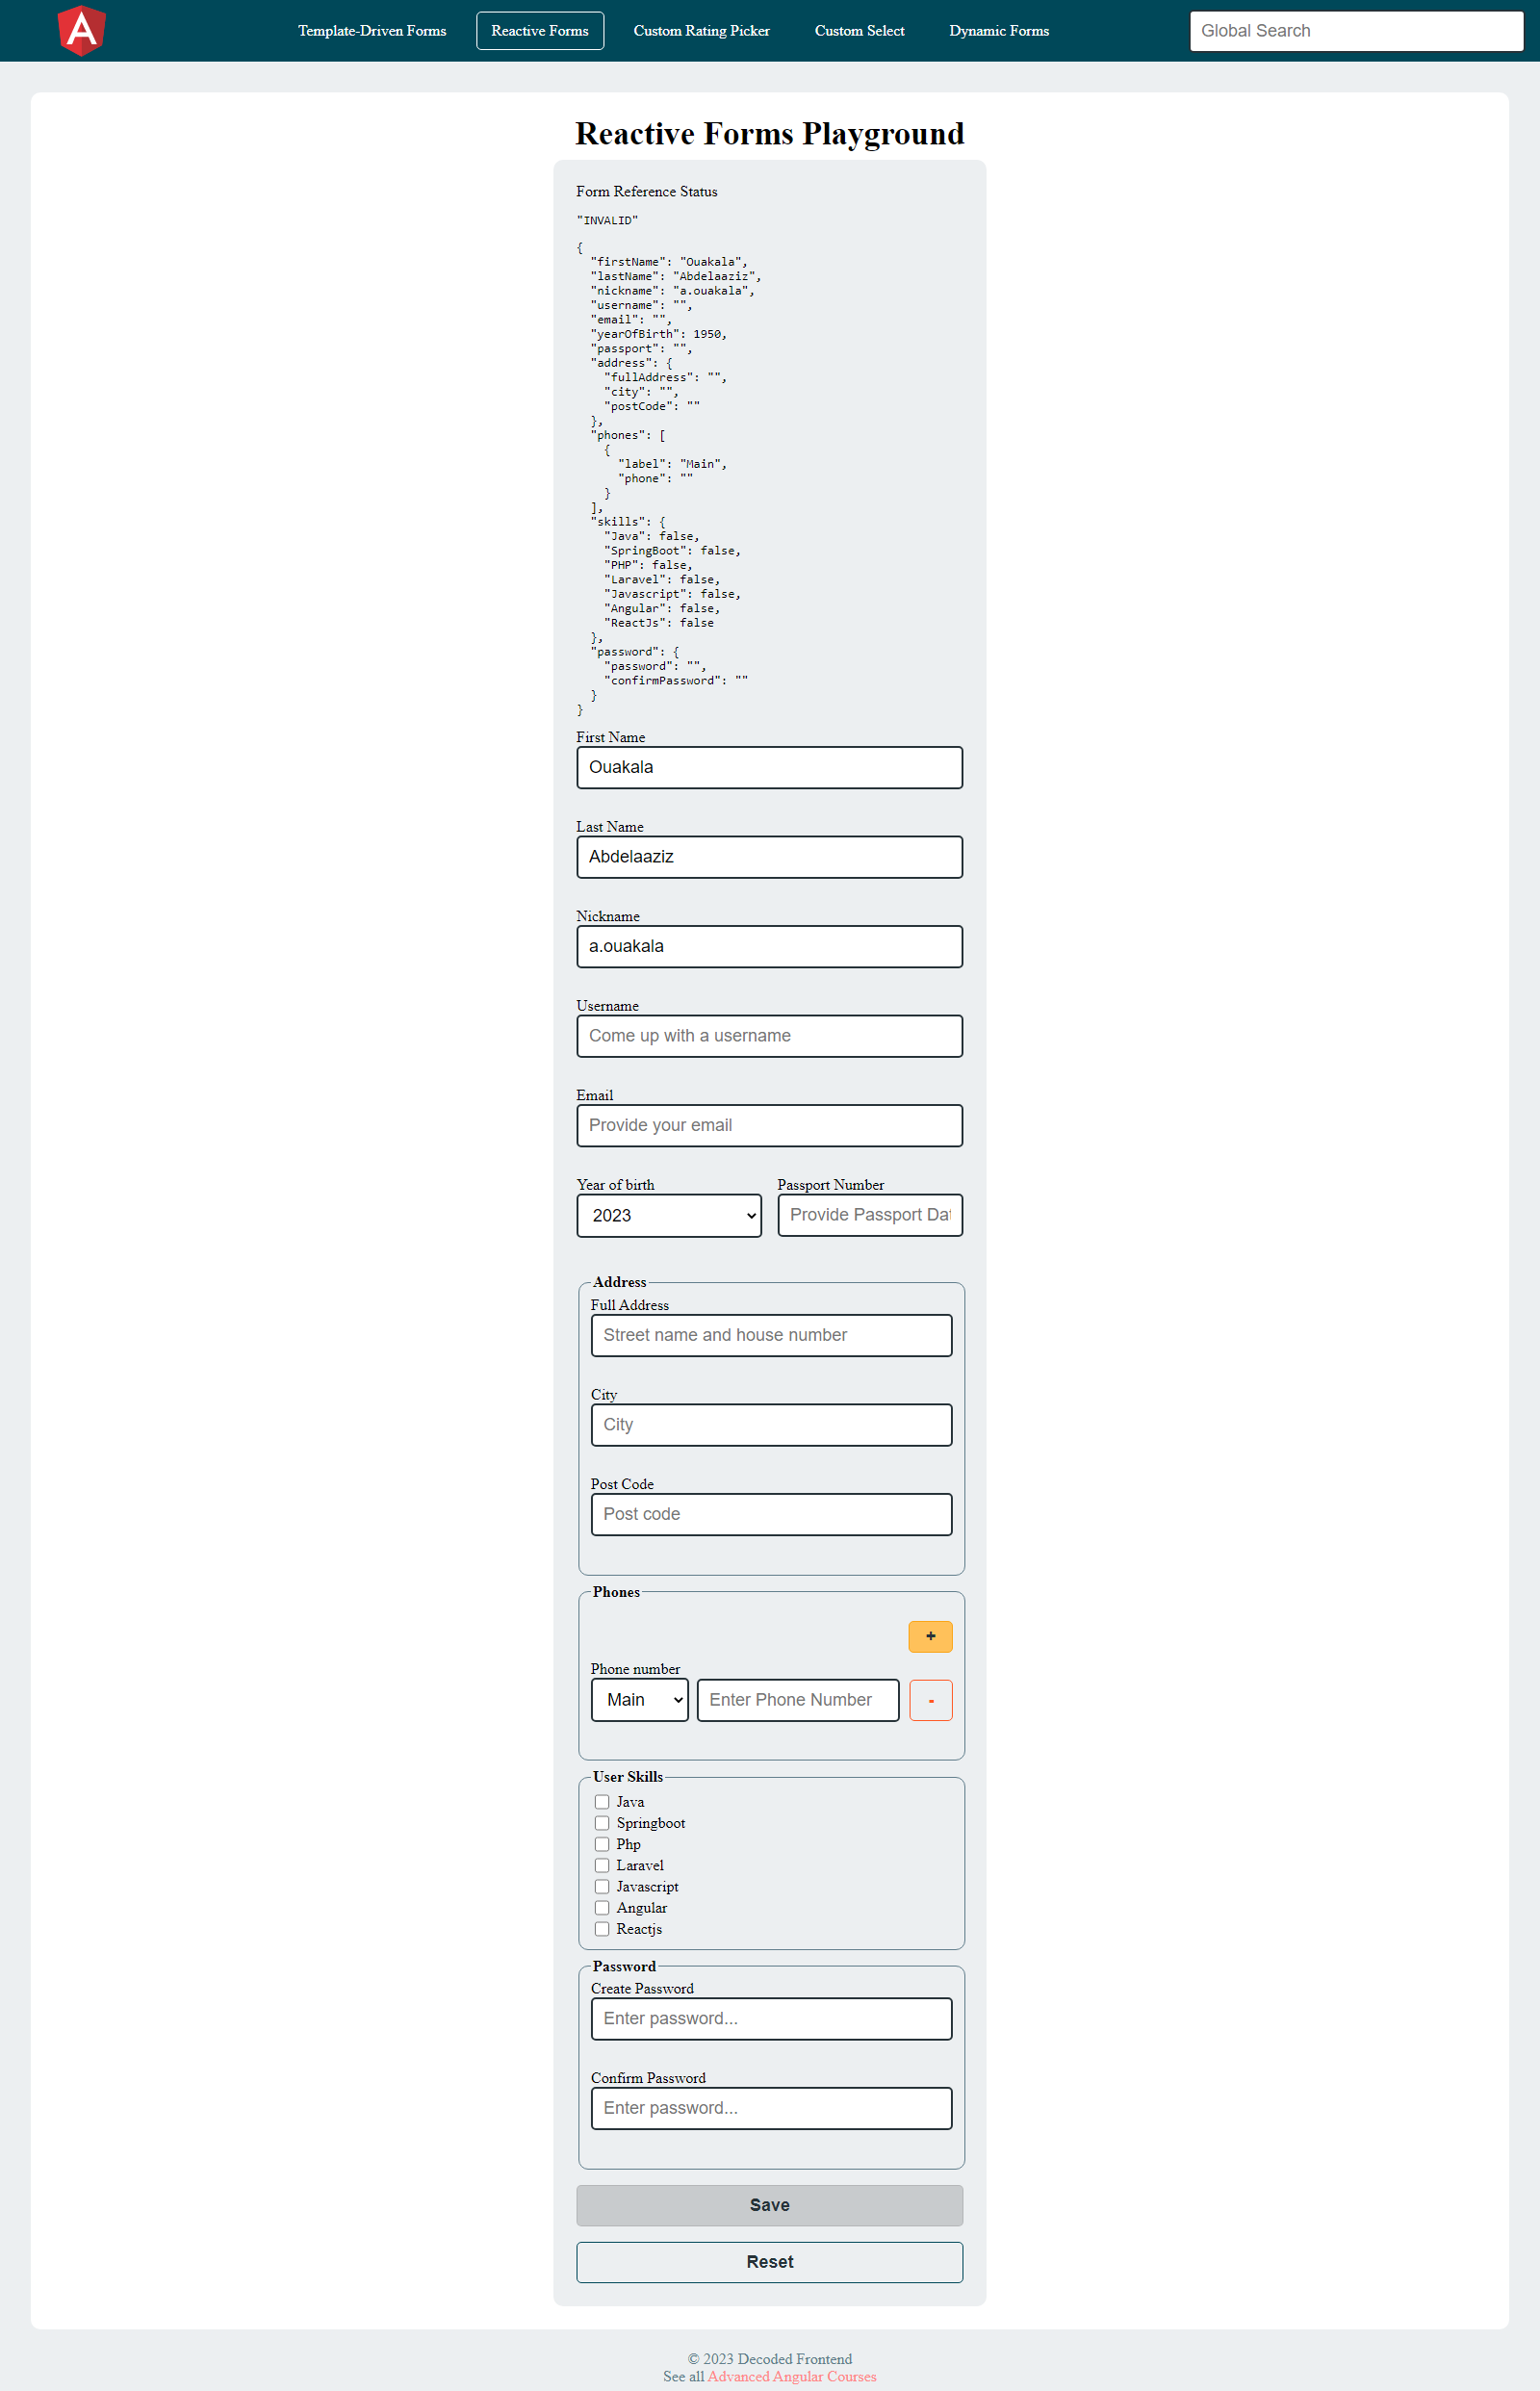 A
Template-Driven Forms
Reactive Forms
Custom Rating Picker
Custom Select
Dynamic Forms
Global Search
Reactive Forms Playground
Form Reference Status
"INVALID"
{
"firstName": "Ouakala",
"lastName": "Abdelaaziz",
"nickname": "a.ouakala",
"username": "",
"email": "",
"yearOfBirth": 1950,
"passport": "",
"address": {
"fullAddress": "",
"city": "",
"postCode": ""
},
"phones": [
{
"label": "Main",
"phone": ""
}
],
"skills": {
"Java": false,
"SpringBoot": false,
"PHP": false,
"Laravel": false,
"Javascript": false,
"Angular": false,
"ReactJs": false
},
"password": {
"password": "",
"confirmPassword": ""
}
}
First Name
Ouakala
Last Name
Abdelaaziz
Nickname
a.ouakala
Username
Come up with a username
Email
Provide your email
Year of birth
2023
Passport Number
Provide Passport Dat
Address
Full Address
Street name and house number
City
City
Post Code
Post code
Phones
+
Phone number
Main
Enter Phone Number
-
User Skills
Java
Springboot
Php
Laravel
Javascript
Angular
Reactjs
Password
Create Password
Enter password...
Confirm Password
Enter password...
Save
Reset
© 2023 Decoded Frontend
See all Advanced Angular Courses